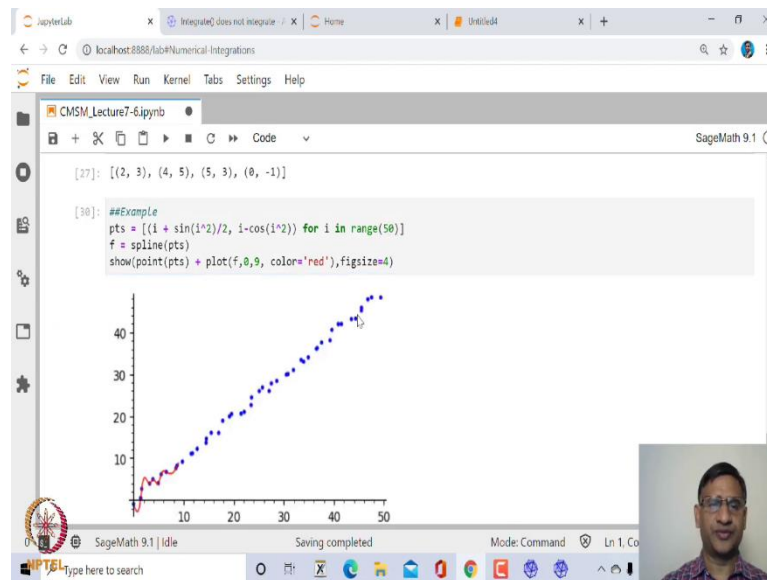 JupyterLab
Integrate() does not integrate - A
Home
Untitled4
localhost:8888/lab#Numerical-Integrations
File Edit View Run Kernel Tabs Settings Help
CMSM_Lecture7-6.ipynb
Code
SageMath 9.1
[27]: [(2, 3), (4, 5), (5, 3), (0, -1)]
[30]: ##Example
pts = [(i + sin(i^2)/2, i-cos(i^2)) for i in range(50)]
f = spline(pts)
show(point(pts) + plot(f,0,9, color='red'),figsize=4)
40
30
20
10
10 20 30 40 50
0 SageMath 9.1 | Idle Saving completed Mode: Command Ln 1, Co
NPTEL
Type here to search